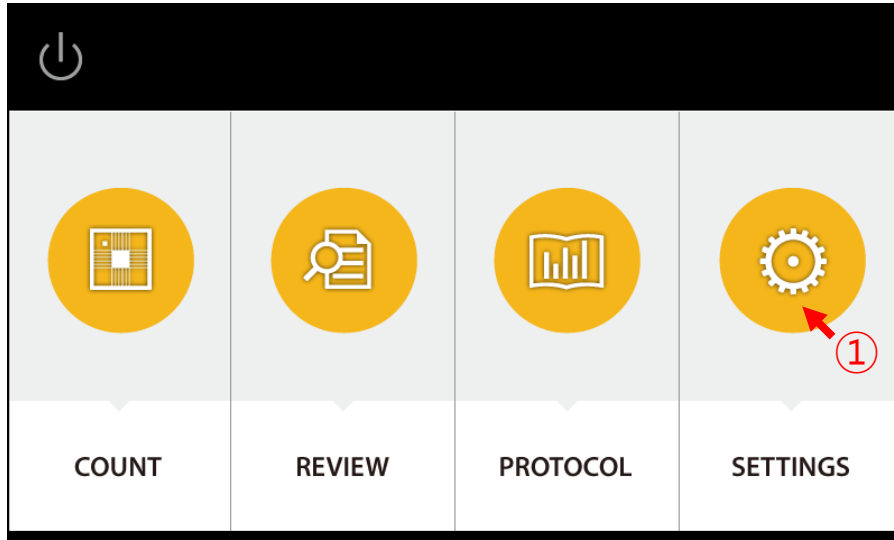 ①
COUNT
REVIEW
PROTOCOL
SETTINGS